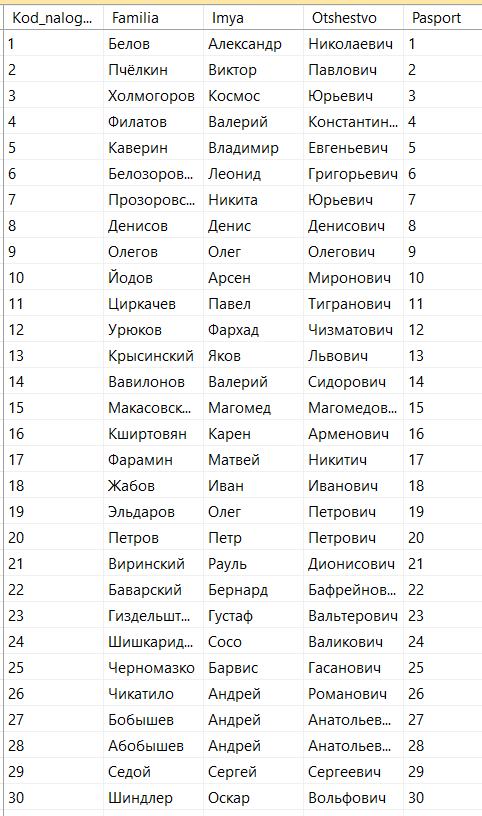 Kod_nalog... Familia Imya Otshestvo Pasport
1 Белов Александр Николаевич 1
2 Пчёлкин Виктор Павлович 2
3 Холмогоров Космос Юрьевич 3
4 Филатов Валерий Константин... 4
5 Каверин Владимир Евгеньевич 5
6 Белозоров... Леонид Григорьевич 6
7 Прозоровс... Никита Юрьевич 7
8 Денисов Денис Денисович 8
9 Олегов Олег Олегович 9
10 Йодов Арсен Миронович 10
11 Циркачев Павел Тигранович 11
12 Урюков Фархад Чизматович 12
13 Крысинский Яков Львович 13
14 Вавилонов Валерий Сидорович 14
15 Макасовск... Магомед Магомедов... 15
16 Кширтовян Карен Арменович 16
17 Фарамин Матвей Никитич 17
18 Жабов Иван Иванович 18
19 Эльдаров Олег Петрович 19
20 Петров Петр Петрович 20
21 Виринский Рауль Дионисович 21
22 Баварский Бернард Бафрейнов... 22
23 Гиздельшт... Густаф Вальтерович 23
24 Шишкарид... Сосо Валикович 24
25 Черномазко Барвис Гасанович 25
26 Чикатило Андрей Романович 26
27 Бобышев Андрей Анатольев... 27
28 Абобышев Андрей Анатольев... 28
29 Седой Сергей Сергеевич 29
30 Шиндлер Оскар Вольфович 30